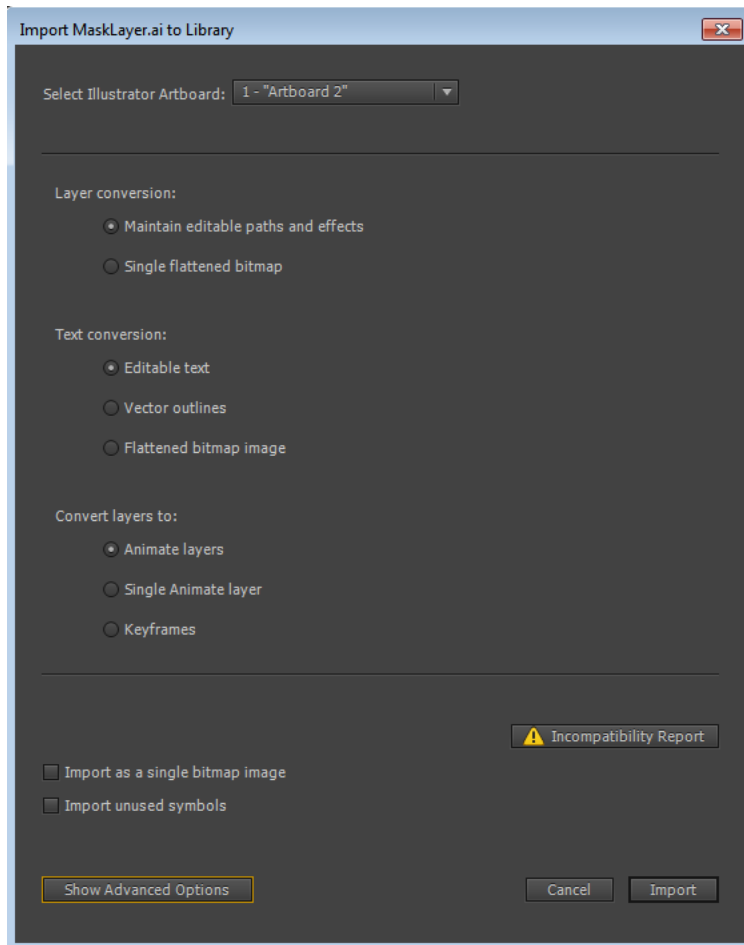 Import MaskLayer.ai to Library
Select Illustrator Artboard: 1 - "Artboard 2"
Layer conversion:
Maintain editable paths and effects
Single flattened bitmap
Text conversion:
Editable text
Vector outlines
Flattened bitmap image
Convert layers to:
Animate layers
Single Animate layer
Keyframes
Incompatibility Report
Import as a single bitmap image
Import unused symbols
Show Advanced Options Cancel Import